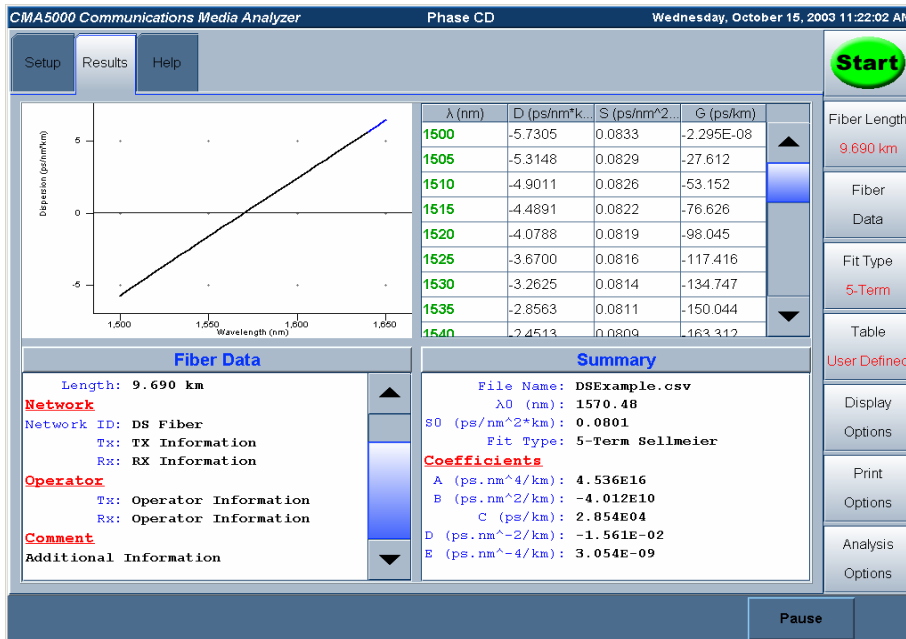 CMA5000 Communications Media Analyzer Phase CD Wednesday, October 15, 2003 11:22:02 AM
Setup Results Help
Start
Dispersion (ps/nm*km)
5
0
-5
1,500 1,550 1,600 1,650
Wavelength (nm)
λ (nm) D (ps/nm*k... S (ps/nm^2... G (ps/km)
1500 -5.7305 0.0833 -2.295E-08
1505 -5.3148 0.0829 -27.612
1510 -4.9011 0.0826 -53.152
1515 -4.4891 0.0822 -76.626
1520 -4.0788 0.0819 -98.045
1525 -3.6700 0.0816 -117.416
1530 -3.2625 0.0814 -134.747
1535 -2.8563 0.0811 -150.044
1540 -2.4513 0.0809 -163.312
Fiber Data
Length: 9.690 km
Network
Network ID: DS Fiber
Tx: TX Information
Rx: RX Information
Operator
Tx: Operator Information
Rx: Operator Information
Comment
Additional Information
Summary
File Name: DSExample.csv
λ0 (nm): 1570.48
S0 (ps/nm^2*km): 0.0801
Fit Type: 5-Term Sellmeier
Coefficients
A (ps.nm^4/km): 4.536E16
B (ps.nm^2/km): -4.012E10
C (ps/km): 2.854E04
D (ps.nm^-2/km): -1.561E-02
E (ps.nm^-4/km): 3.054E-09
Fiber Length
9.690 km
Fiber
Data
Fit Type
5-Term
Table
User Defined
Display
Options
Print
Options
Analysis
Options
Pause